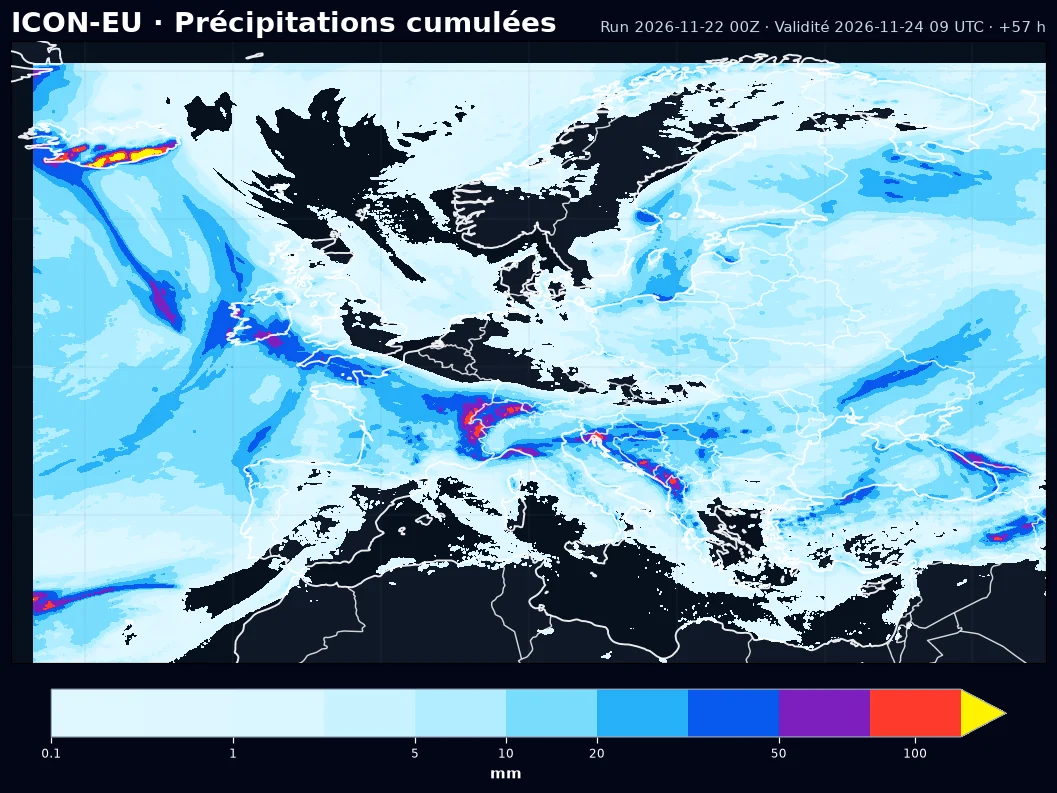 ICON-EU · Précipitations cumulées
Run 2026-11-22 00Z · Validité 2026-11-24 09 UTC · +57 h
0.1 1 5 10 20 50 100
mm